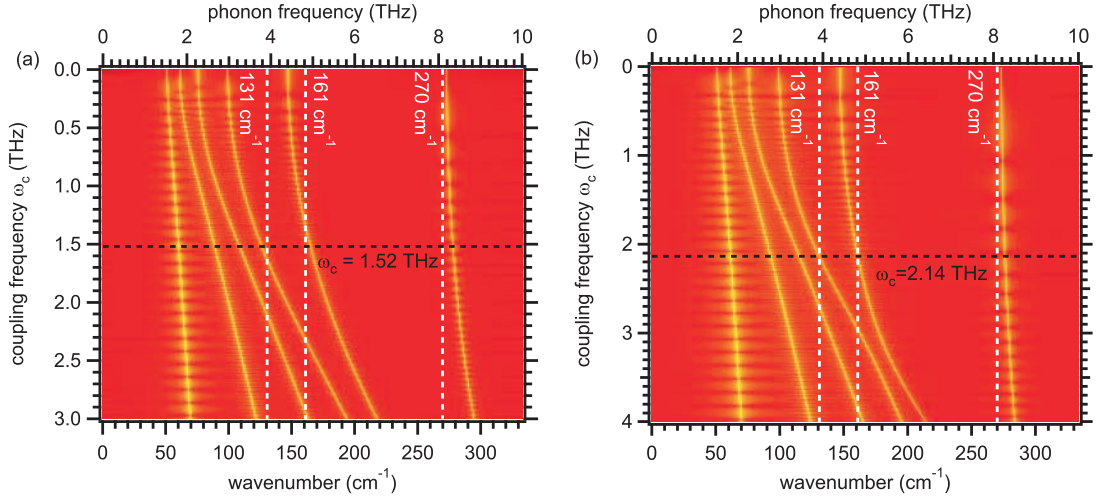 phonon frequency (THz)
0 2 4 6 8 10
(a)
coupling frequency ωc (THz)
0.0
0.5
1.0
1.5
2.0
2.5
3.0
131 cm-1
161 cm-1
270 cm-1
ωc = 1.52 THz
0 50 100 150 200 250 300
wavenumber (cm-1)
phonon frequency (THz)
0 2 4 6 8 10
(b)
coupling frequency ωc (THz)
0
1
2
3
4
131 cm-1
161 cm-1
270 cm-1
ωc=2.14 THz
0 50 100 150 200 250 300
wavenumber (cm-1)